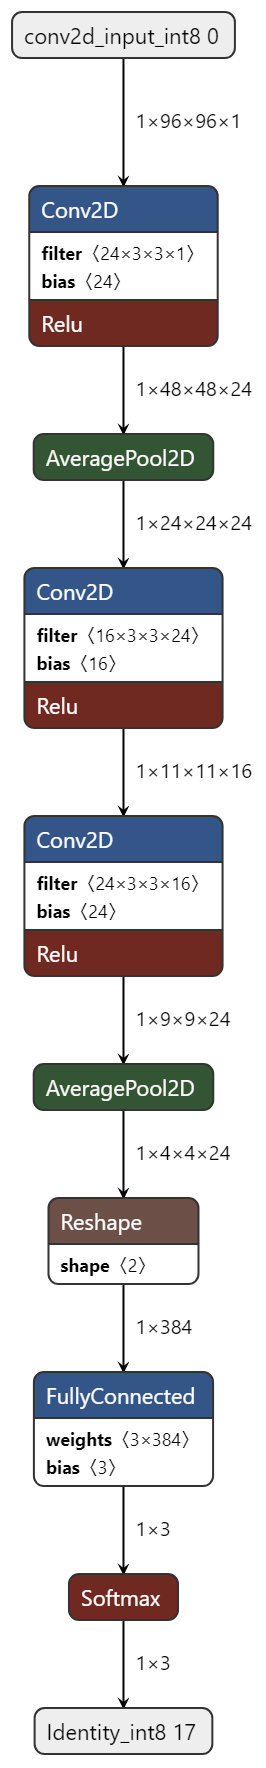 conv2d_input_int8 0
1×96×96×1
Conv2D
filter 〈24×3×3×1〉
bias 〈24〉
Relu
1×48×48×24
AveragePool2D
1×24×24×24
Conv2D
filter 〈16×3×3×24〉
bias 〈16〉
Relu
1×11×11×16
Conv2D
filter 〈24×3×3×16〉
bias 〈24〉
Relu
1×9×9×24
AveragePool2D
1×4×4×24
Reshape
shape 〈2〉
1×384
FullyConnected
weights 〈3×384〉
bias 〈3〉
1×3
Softmax
1×3
Identity_int8 17